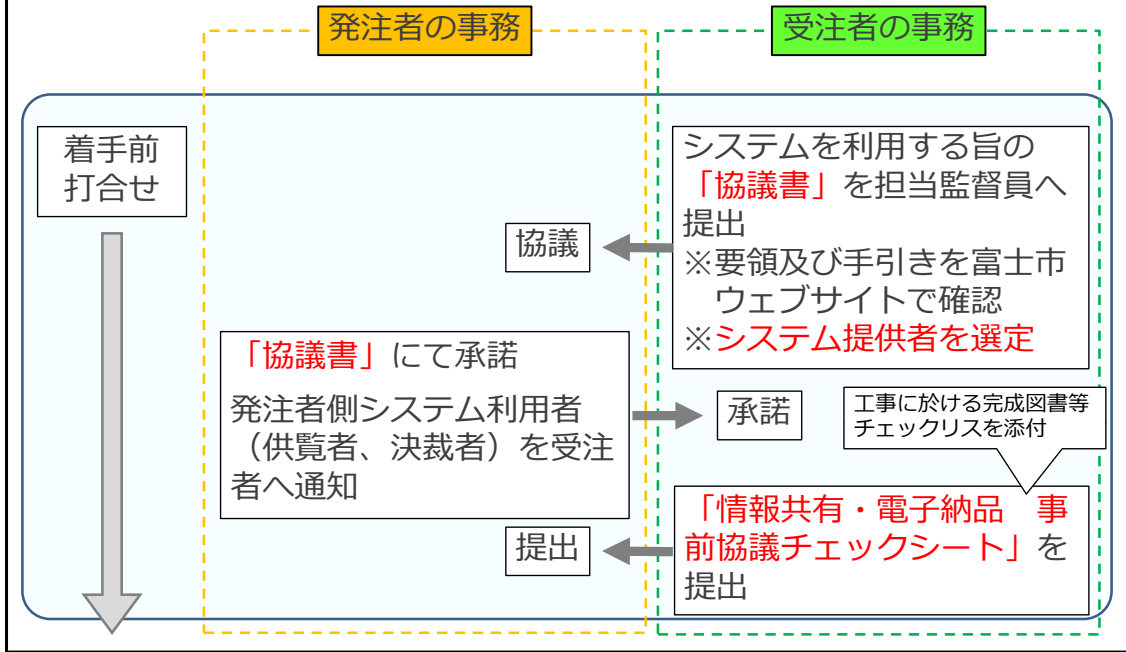 発注者の事務
受注者の事務
着手前
打合せ
システムを利用する旨の
「協議書」を担当監督員へ
提出
※要領及び手引きを富士市
ウェブサイトで確認
※システム提供者を選定
協議
「協議書」にて承諾
発注者側システム利用者
（供覧者、決裁者）を受注
者へ通知
承諾
工事に於ける完成図書等
チェックリスを添付
「情報共有・電子納品　事
前協議チェックシート」を
提出
提出